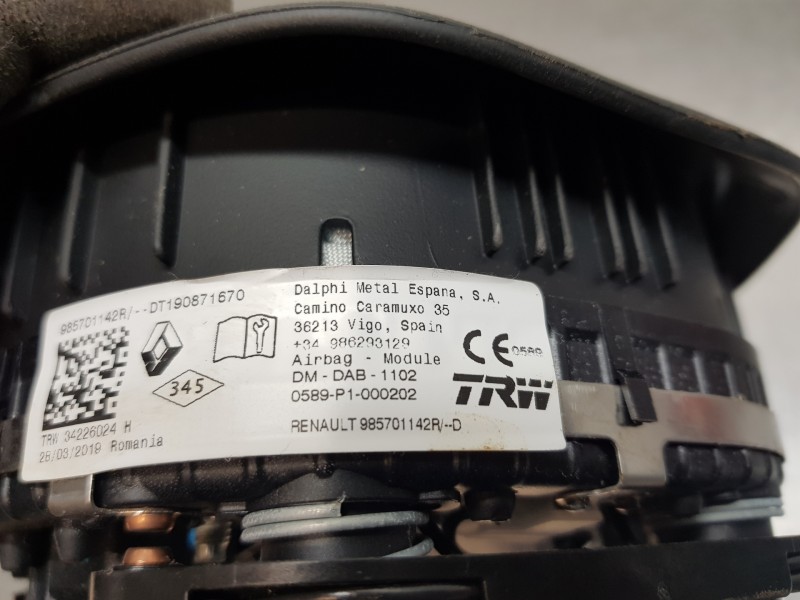 985701142R/--DT190871670
345
TRW 34226024 H
28/03/2019 Romania
Dalphi Metal Espana, S.A.
Camino Caramuxo 35
36213 Vigo, Spain
+34 986293129
Airbag - Module
DM - DAB - 1102
0589-P1-000202
RENAULT 985701142R/--D
CE 0589
TRW